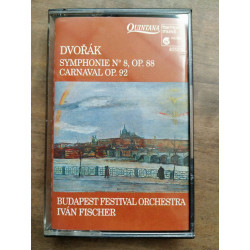 QUINTANA
DVOŘÁK
SYMPHONIE N° 8, OP. 88
CARNAVAL OP. 92
BUDAPEST FESTIVAL ORCHESTRA
IVÁN FISCHER